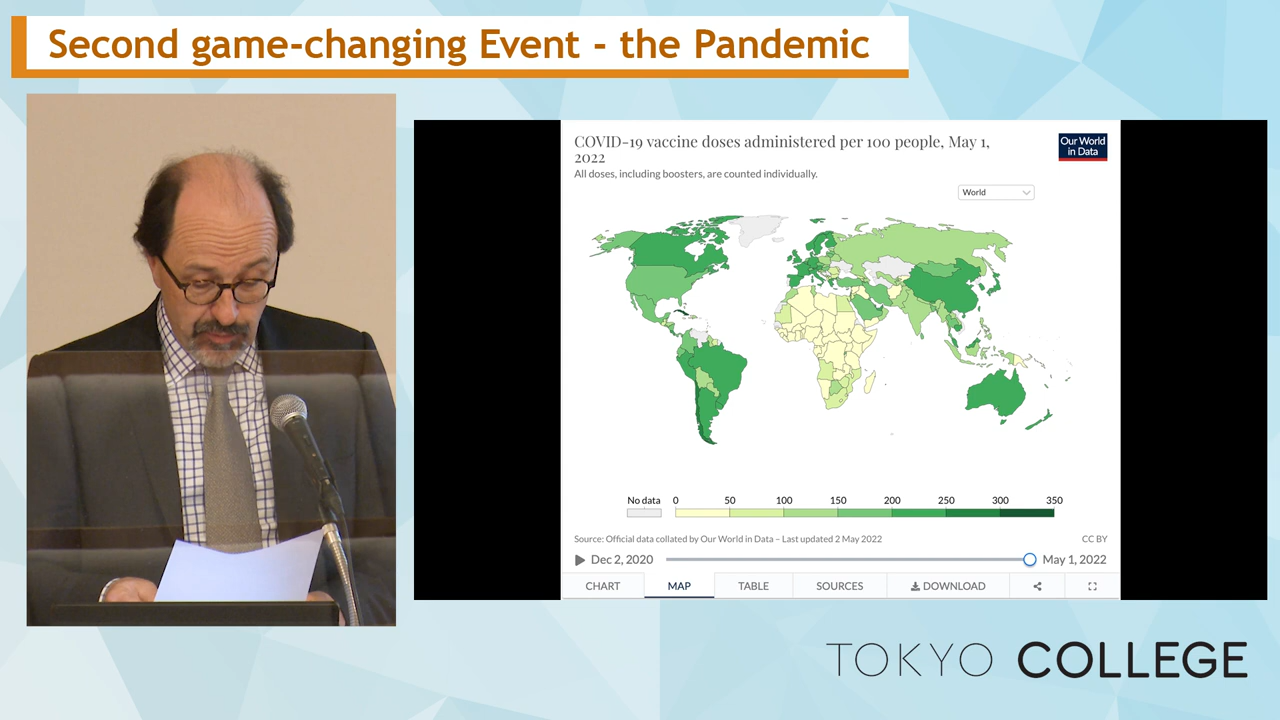 Second game-changing Event - the Pandemic
COVID-19 vaccine doses administered per 100 people, May 1,
2022
All doses, including boosters, are counted individually.
Our World
in Data
World
No data 0 50 100 150 200 250 300 350
Source: Official data collated by Our World in Data – Last updated 2 May 2022 CC BY
Dec 2, 2020 May 1, 2022
CHART MAP TABLE SOURCES DOWNLOAD
TOKYO COLLEGE